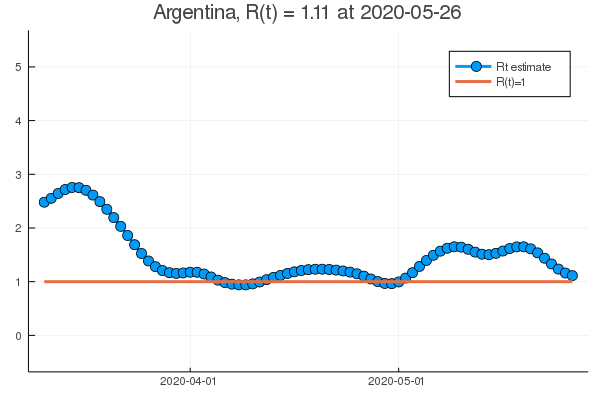 Argentina, R(t) = 1.11 at 2020-05-26
Rt estimate
R(t)=1
5
4
3
2
1
0
2020-04-01
2020-05-01